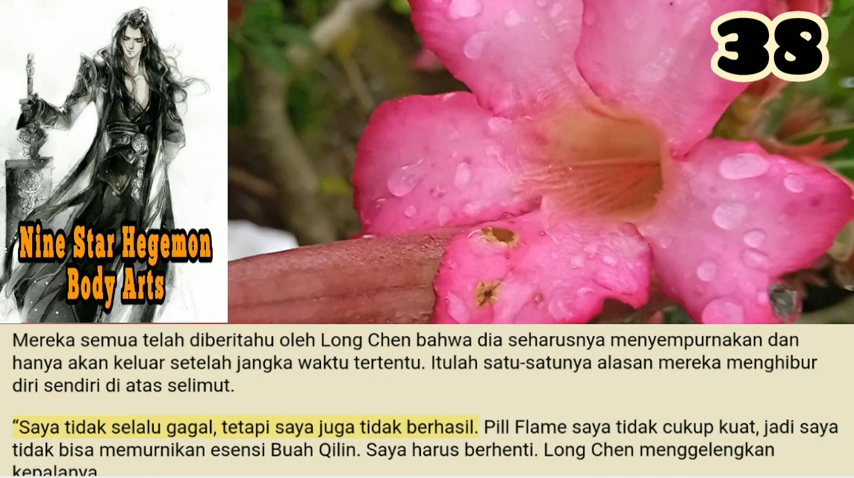 38
Nine Star Hegemon
Body Arts
Mereka semua telah diberitahu oleh Long Chen bahwa dia seharusnya menyempurnakan dan
hanya akan keluar setelah jangka waktu tertentu. Itulah satu-satunya alasan mereka menghibur
diri sendiri di atas selimut.
“Saya tidak selalu gagal, tetapi saya juga tidak berhasil. Pill Flame saya tidak cukup kuat, jadi saya
tidak bisa memurnikan esensi Buah Qilin. Saya harus berhenti. Long Chen menggelengkan
kepalanya